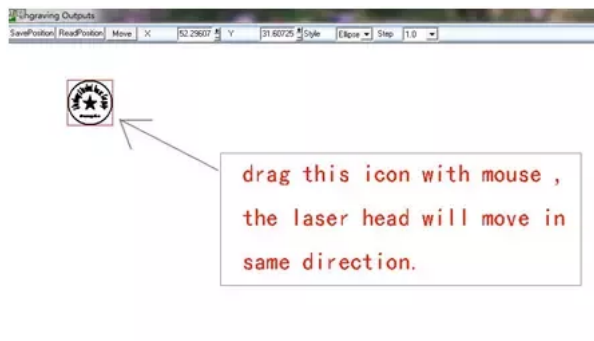 Engraving Outputs
SavePosition ReadPosition Move X 52.29607 Y 31.60725 Style Ellipse Step 1.0
drag this icon with mouse ,
the laser head will move in
same direction.